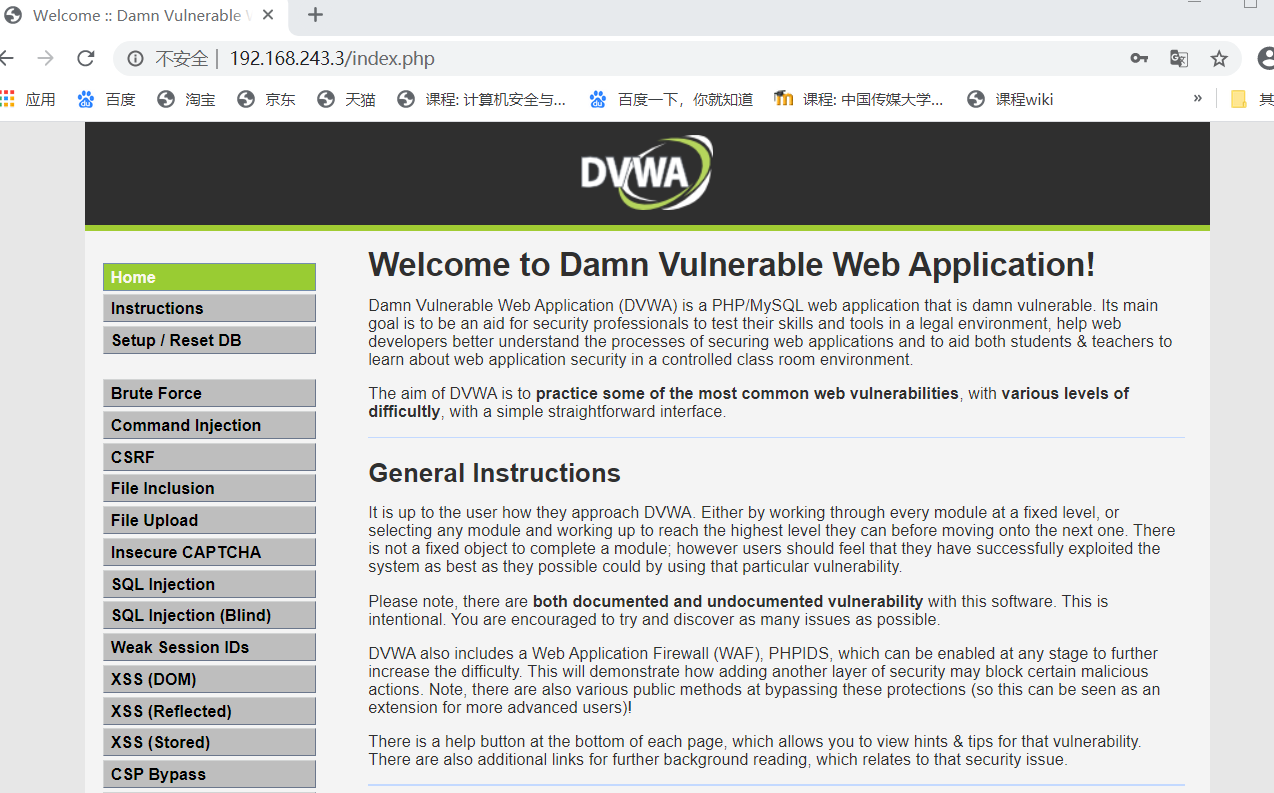 Welcome :: Damn Vulnerable
不安全 | 192.168.243.3/index.php
应用 百度 淘宝 京东 天猫 课程: 计算机安全与... 百度一下，你就知道 课程: 中国传媒大学... 课程wiki » 其
DVWA
Home
Instructions
Setup / Reset DB
Brute Force
Command Injection
CSRF
File Inclusion
File Upload
Insecure CAPTCHA
SQL Injection
SQL Injection (Blind)
Weak Session IDs
XSS (DOM)
XSS (Reflected)
XSS (Stored)
CSP Bypass
Welcome to Damn Vulnerable Web Application!
Damn Vulnerable Web Application (DVWA) is a PHP/MySQL web application that is damn vulnerable. Its main
goal is to be an aid for security professionals to test their skills and tools in a legal environment, help web
developers better understand the processes of securing web applications and to aid both students & teachers to
learn about web application security in a controlled class room environment.
The aim of DVWA is to practice some of the most common web vulnerabilities, with various levels of
difficultly, with a simple straightforward interface.
General Instructions
It is up to the user how they approach DVWA. Either by working through every module at a fixed level, or
selecting any module and working up to reach the highest level they can before moving onto the next one. There
is not a fixed object to complete a module; however users should feel that they have successfully exploited the
system as best as they possible could by using that particular vulnerability.
Please note, there are both documented and undocumented vulnerability with this software. This is
intentional. You are encouraged to try and discover as many issues as possible.
DVWA also includes a Web Application Firewall (WAF), PHPIDS, which can be enabled at any stage to further
increase the difficulty. This will demonstrate how adding another layer of security may block certain malicious
actions. Note, there are also various public methods at bypassing these protections (so this can be seen as an
extension for more advanced users)!
There is a help button at the bottom of each page, which allows you to view hints & tips for that vulnerability.
There are also additional links for further background reading, which relates to that security issue.